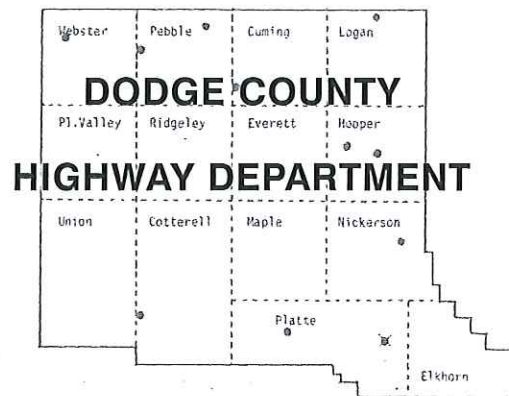 Webster Pebble Cuming Logan
DODGE COUNTY
Pl.Valley Ridgeley Everett Hooper
HIGHWAY DEPARTMENT
Union Cotterell Maple Nickerson
Platte
Elkhorn